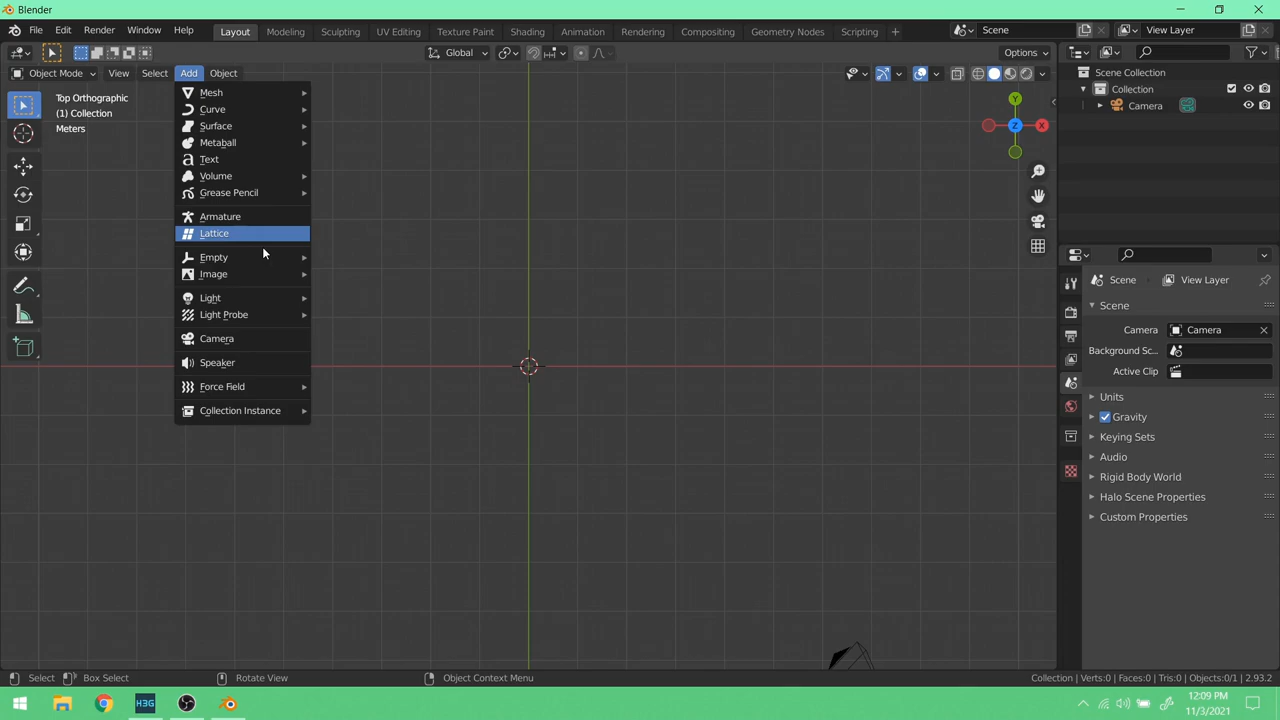 Blender
File Edit Render Window Help Layout Modeling Sculpting UV Editing Texture Paint Shading Animation Rendering Compositing Geometry Nodes Scripting + Scene View Layer
Global Options
Object Mode View Select Add Object
Top Orthographic
(1) Collection
Meters
Mesh
Curve
Surface
Metaball
Text
Volume
Grease Pencil
Armature
Lattice
Empty
Image
Light
Light Probe
Camera
Speaker
Force Field
Collection Instance
Y
Z X
Scene Collection
Collection
Camera
Scene View Layer
Scene
Camera Camera
Background Sc...
Active Clip
Units
Gravity
Keying Sets
Audio
Rigid Body World
Halo Scene Properties
Custom Properties
Select Box Select Rotate View Object Context Menu Collection | Verts:0 | Faces:0 | Tris:0 | Objects:0/1 | 2.93.2
H3G
12:09 PM
11/3/2021